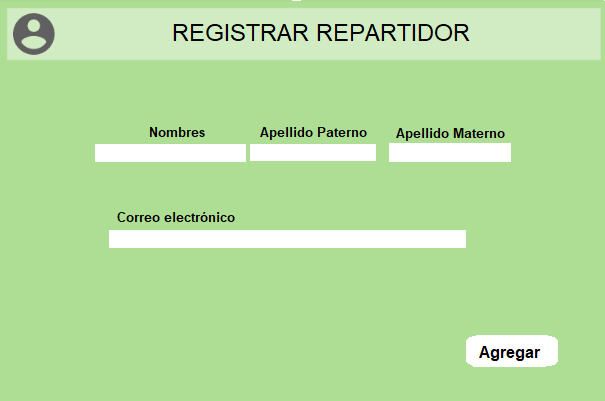 REGISTRAR REPARTIDOR
Nombres Apellido Paterno Apellido Materno
Correo electrónico
Agregar